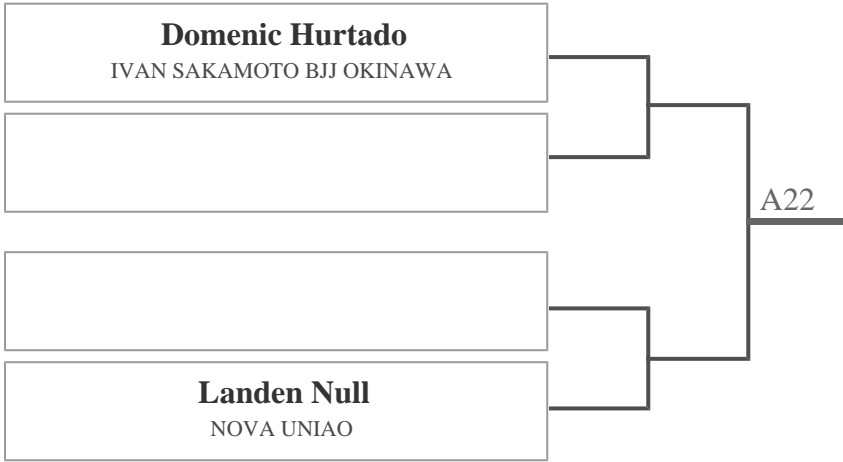 Domenic Hurtado
IVAN SAKAMOTO BJJ OKINAWA
A22
Landen Null
NOVA UNIAO